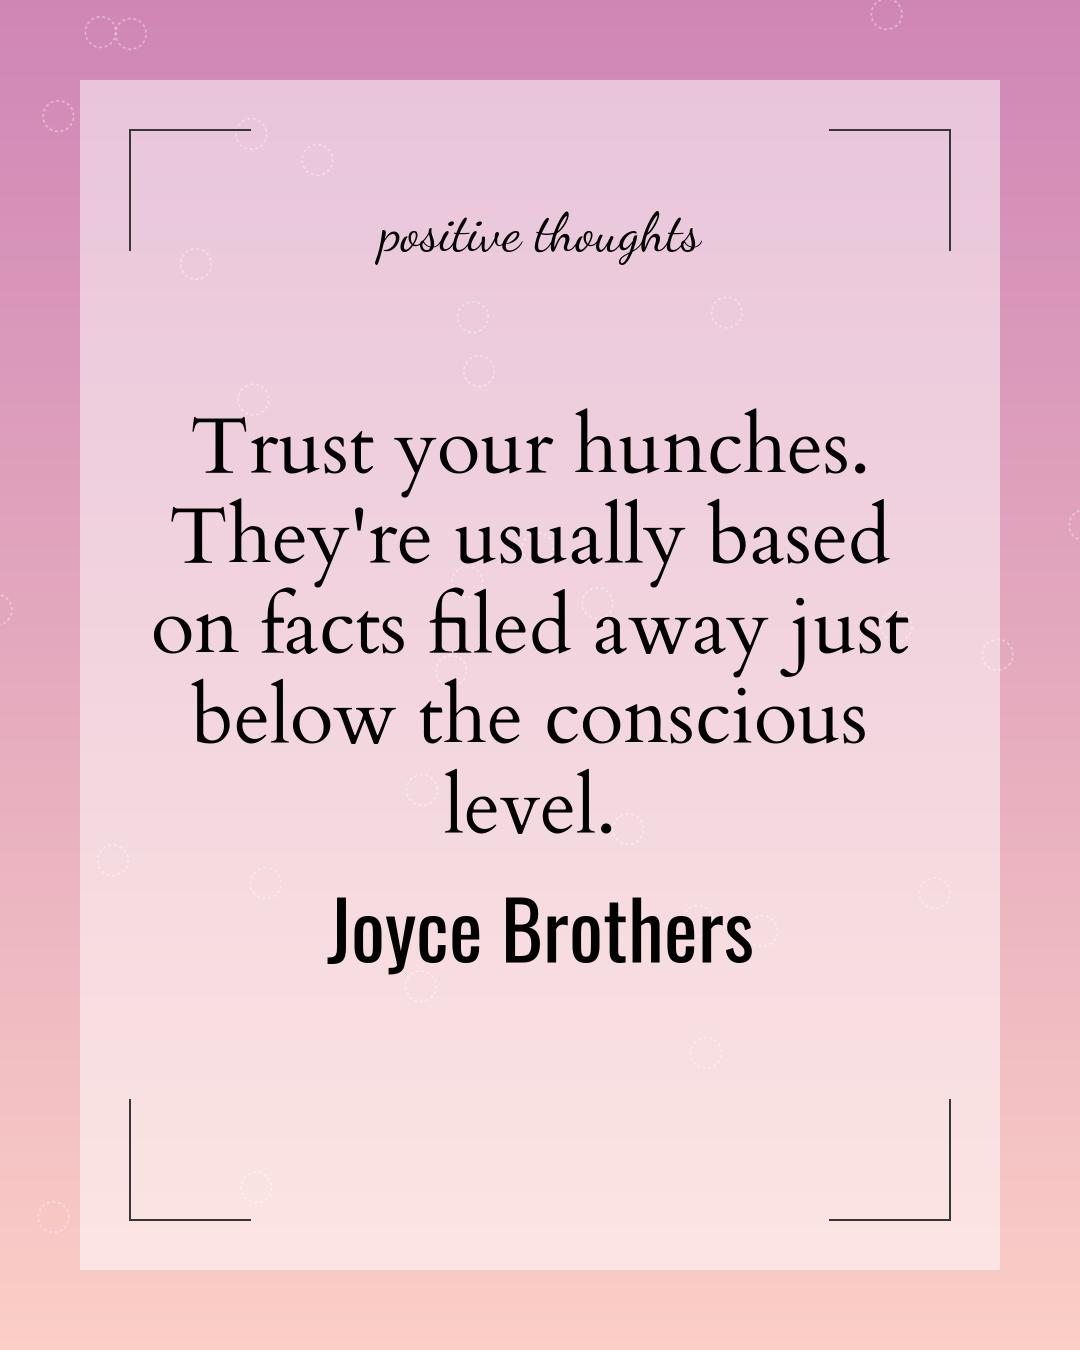 positive thoughts
Trust your hunches.
They're usually based
on facts filed away just
below the conscious
level.
Joyce Brothers